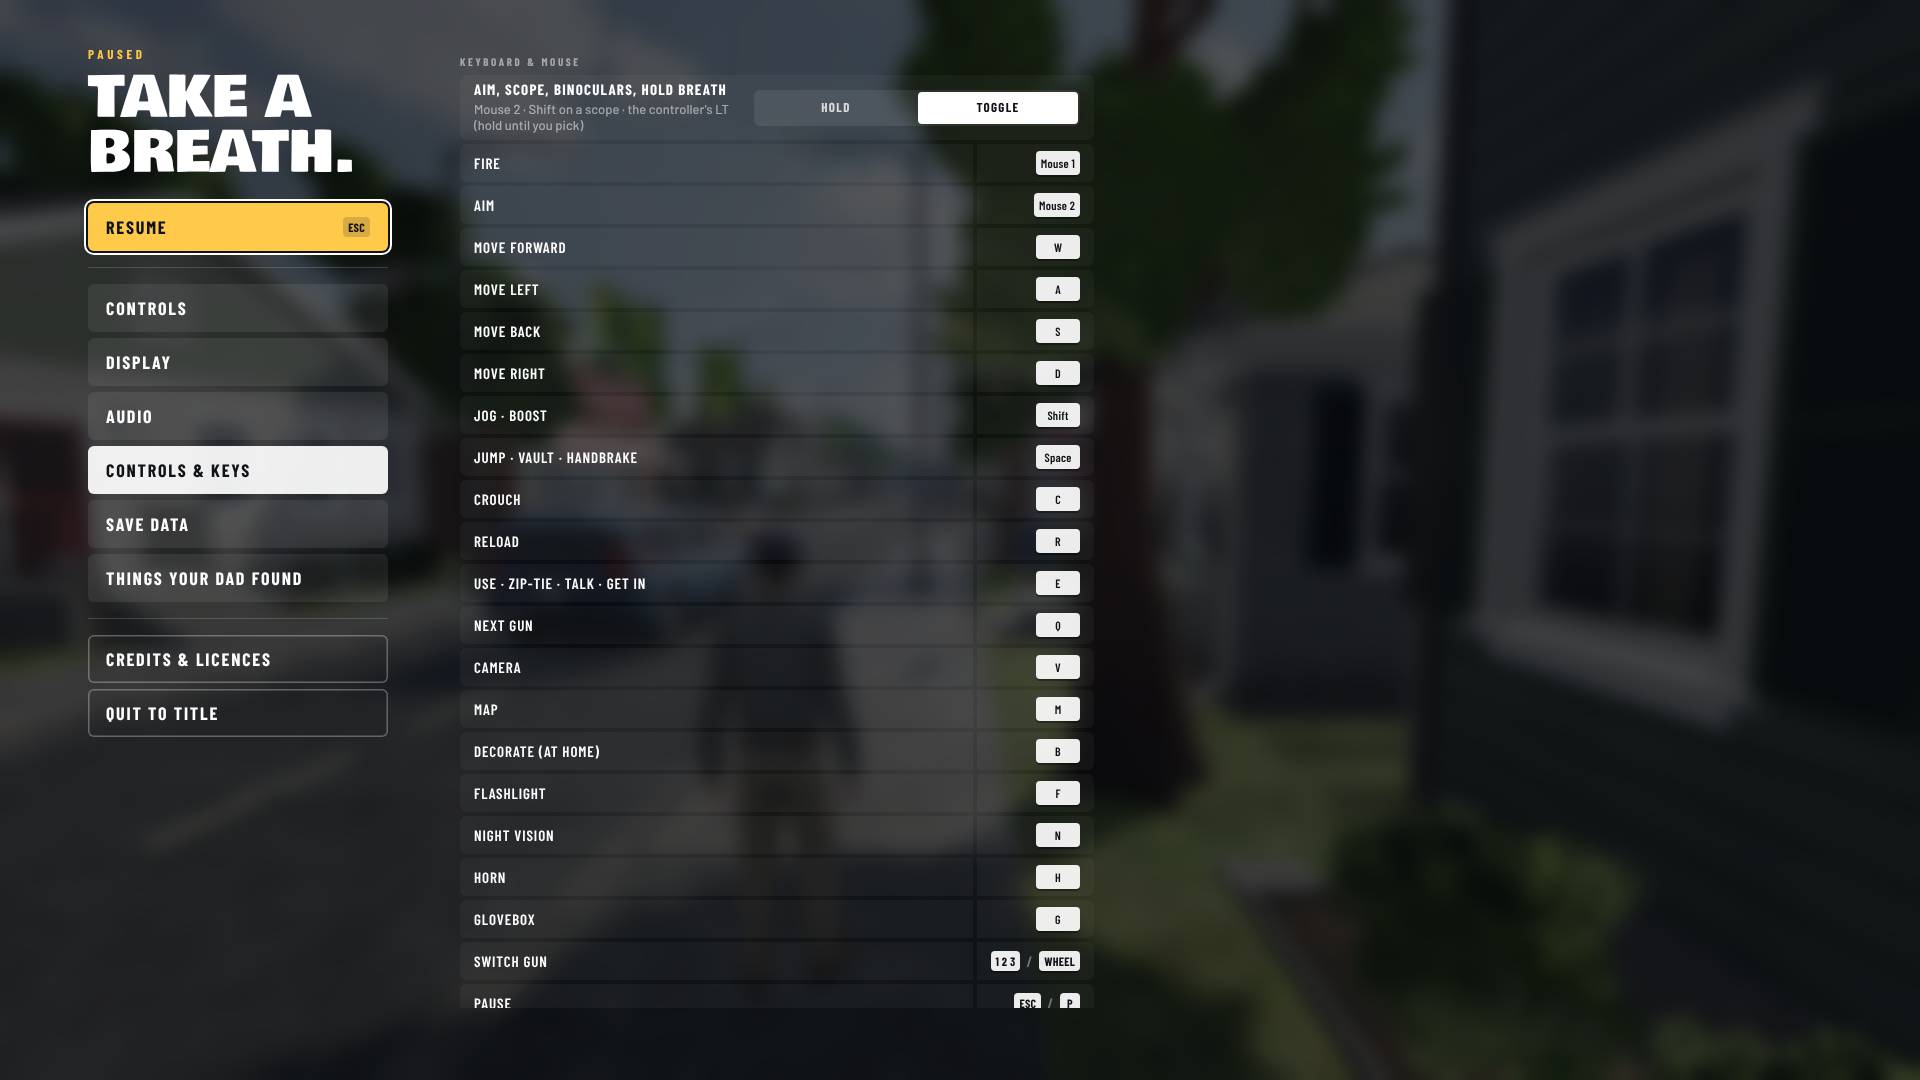 PAUSED
TAKE A
BREATH.
RESUME ESC
CONTROLS
DISPLAY
AUDIO
CONTROLS & KEYS
SAVE DATA
THINGS YOUR DAD FOUND
CREDITS & LICENCES
QUIT TO TITLE
KEYBOARD & MOUSE
AIM, SCOPE, BINOCULARS, HOLD BREATH
Mouse 2 · Shift on a scope · the controller's LT
(hold until you pick)
HOLD TOGGLE
FIRE Mouse 1
AIM Mouse 2
MOVE FORWARD W
MOVE LEFT A
MOVE BACK S
MOVE RIGHT D
JOG · BOOST Shift
JUMP · VAULT · HANDBRAKE Space
CROUCH C
RELOAD R
USE · ZIP-TIE · TALK · GET IN E
NEXT GUN Q
CAMERA V
MAP M
DECORATE (AT HOME) B
FLASHLIGHT F
NIGHT VISION N
HORN H
GLOVEBOX G
SWITCH GUN 1 2 3 / WHEEL
PAUSE ESC / P